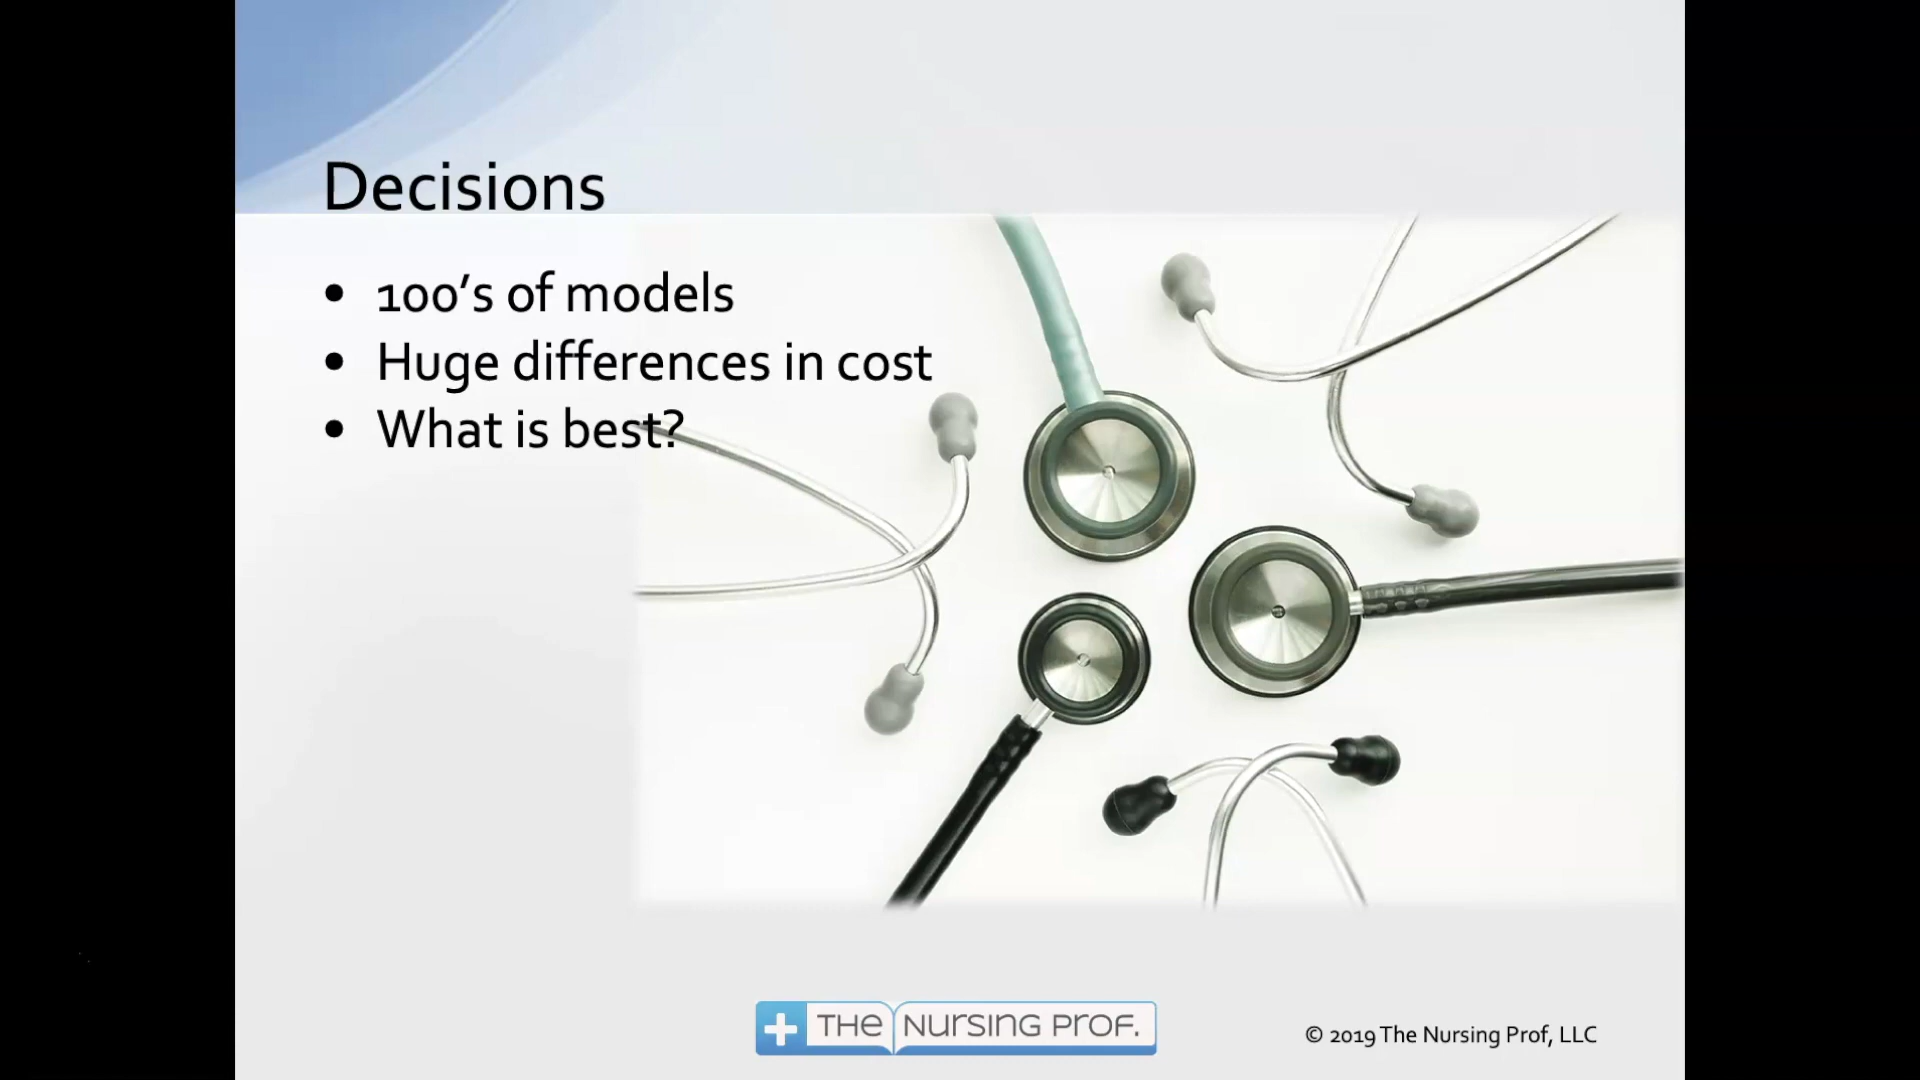 Decisions
• 100’s of models
• Huge differences in cost
• What is best?
THE NURSING PROF.
© 2019 The Nursing Prof, LLC